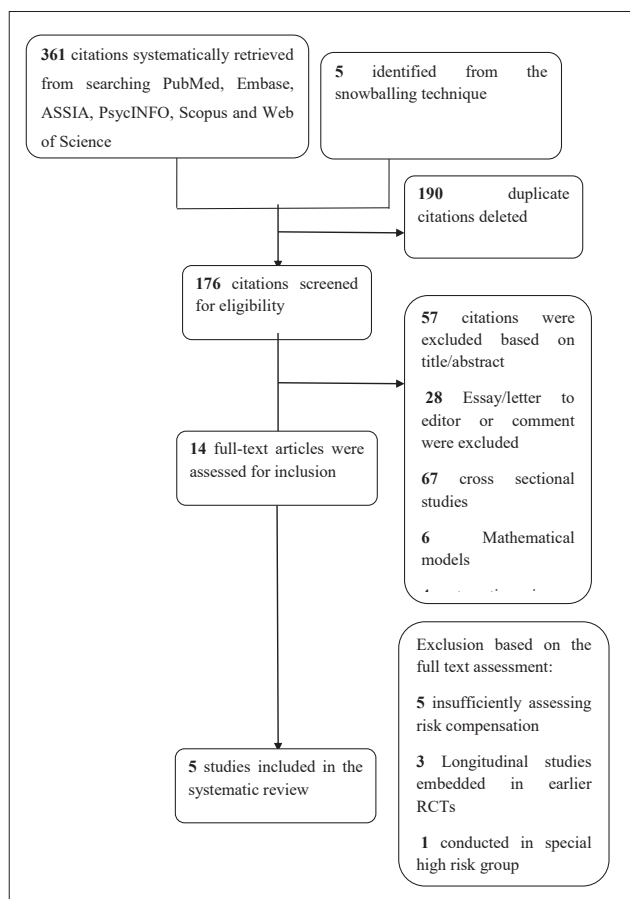 361 citations systematically retrieved
from searching PubMed, Embase,
ASSIA, PsycINFO, Scopus and Web
of Science
5 identified from the
snowballing technique
190 duplicate
citations deleted
176 citations screened
for eligibility
57 citations were
excluded based on
title/abstract
28 Essay/letter to
editor or comment
were excluded
14 full-text articles were
assessed for inclusion
67 cross sectional
studies
6 Mathematical
models
Exclusion based on the
full text assessment:
5 insufficiently assessing
risk compensation
3 Longitudinal studies
embedded in earlier
RCTs
1 conducted in special
high risk group
5 studies included in the
systematic review